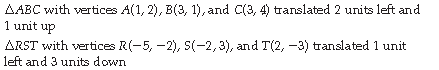 △ABC with vertices A(1, 2), B(3, 1), and C(3, 4) translated 2 units left and
1 unit up
△RST with vertices R(−5, −2), S(−2, 3), and T(2, −3) translated 1 unit
left and 3 units down